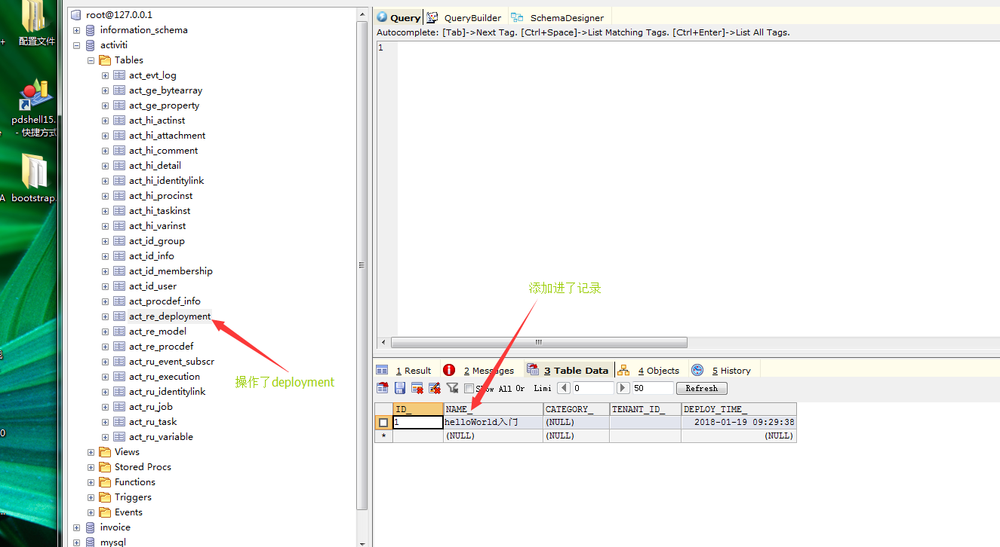 配置文件
pdshell15.
- 快捷方式
bootstrap.
root@127.0.0.1
information_schema
activiti
Tables
act_evt_log
act_ge_bytearray
act_ge_property
act_hi_actinst
act_hi_attachment
act_hi_comment
act_hi_detail
act_hi_identitylink
act_hi_procinst
act_hi_taskinst
act_hi_varinst
act_id_group
act_id_info
act_id_membership
act_id_user
act_procdef_info
act_re_deployment
act_re_model
act_re_procdef
act_ru_event_subscr
act_ru_execution
act_ru_identitylink
act_ru_job
act_ru_task
act_ru_variable
Views
Stored Procs
Functions
Triggers
Events
invoice
mysql
操作了deployment
Query QueryBuilder SchemaDesigner
Autocomplete: [Tab]->Next Tag. [Ctrl+Space]->List Matching Tags. [Ctrl+Enter]->List All Tags.
1
添加进了记录
1 Result 2 Messages 3 Table Data 4 Objects 5 History
Show All Or Limi 0 50 Refresh
ID_ NAME_ CATEGORY_ TENANT_ID_ DEPLOY_TIME_
1 helloWorld入门 (NULL) 2018-01-19 09:29:38
* (NULL) (NULL) (NULL)